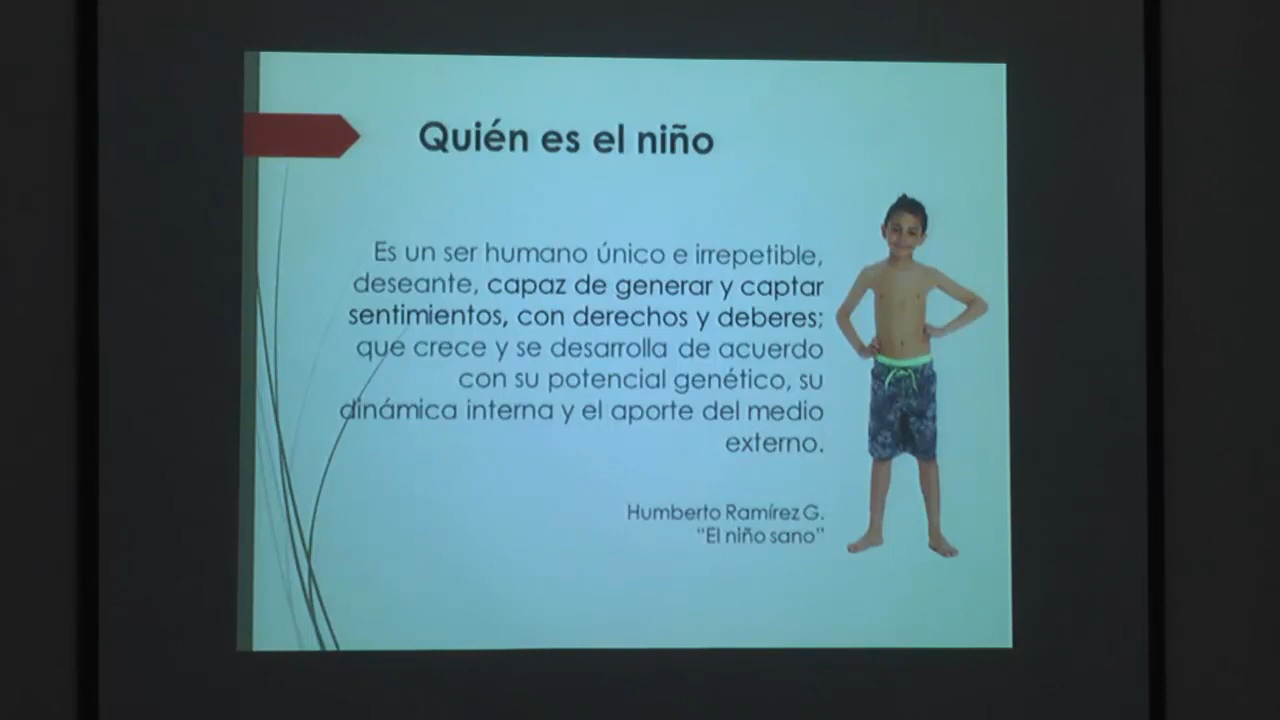 Quién es el niño
Es un ser humano único e irrepetible,
deseante, capaz de generar y captar
sentimientos, con derechos y deberes;
que crece y se desarrolla de acuerdo
con su potencial genético, su
dinámica interna y el aporte del medio
externo.
Humberto Ramírez G.
"El niño sano"